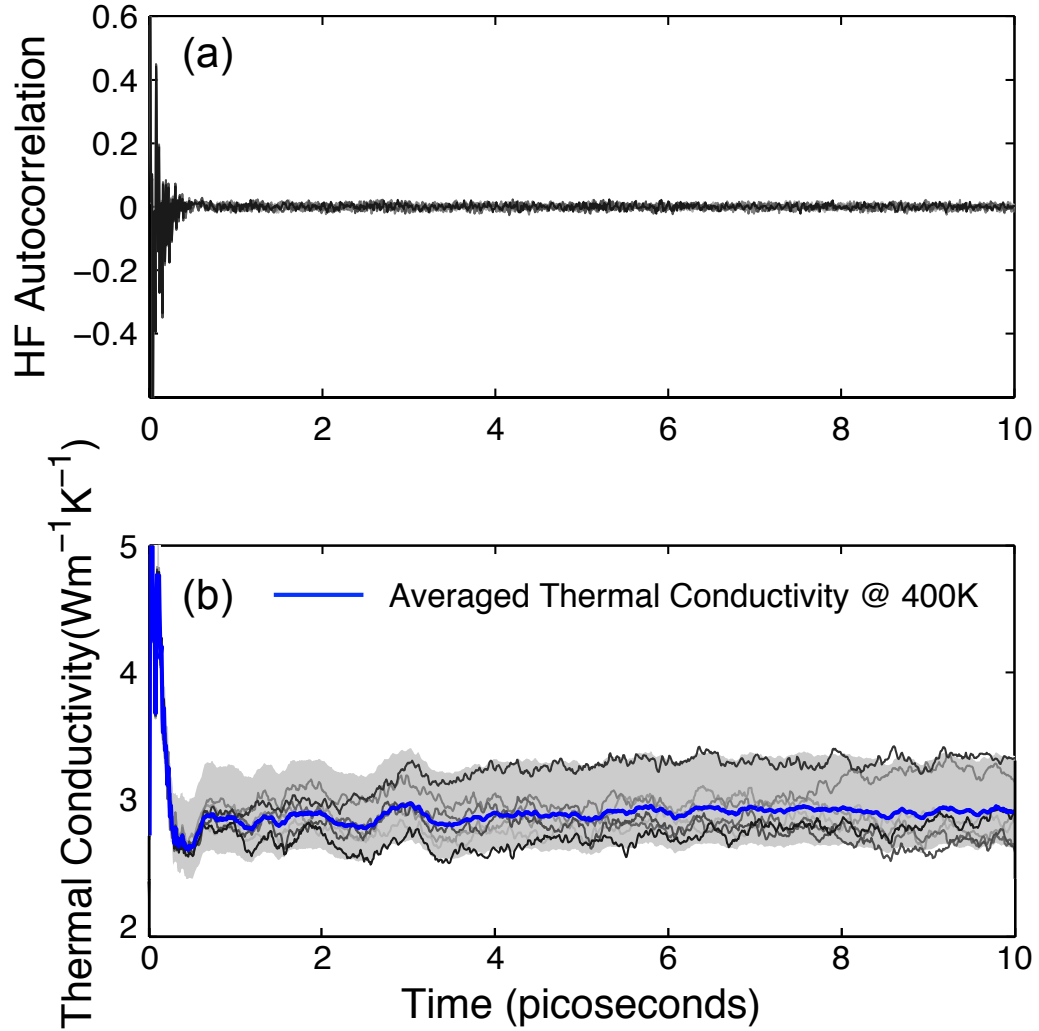 (a)
HF Autocorrelation
0.6
0.4
0.2
0
−0.2
−0.4
0 2 4 6 8 10
(b)
Averaged Thermal Conductivity @ 400K
Thermal Conductivity(Wm⁻¹K⁻¹)
5
4
3
2
0 2 4 6 8 10
Time (picoseconds)